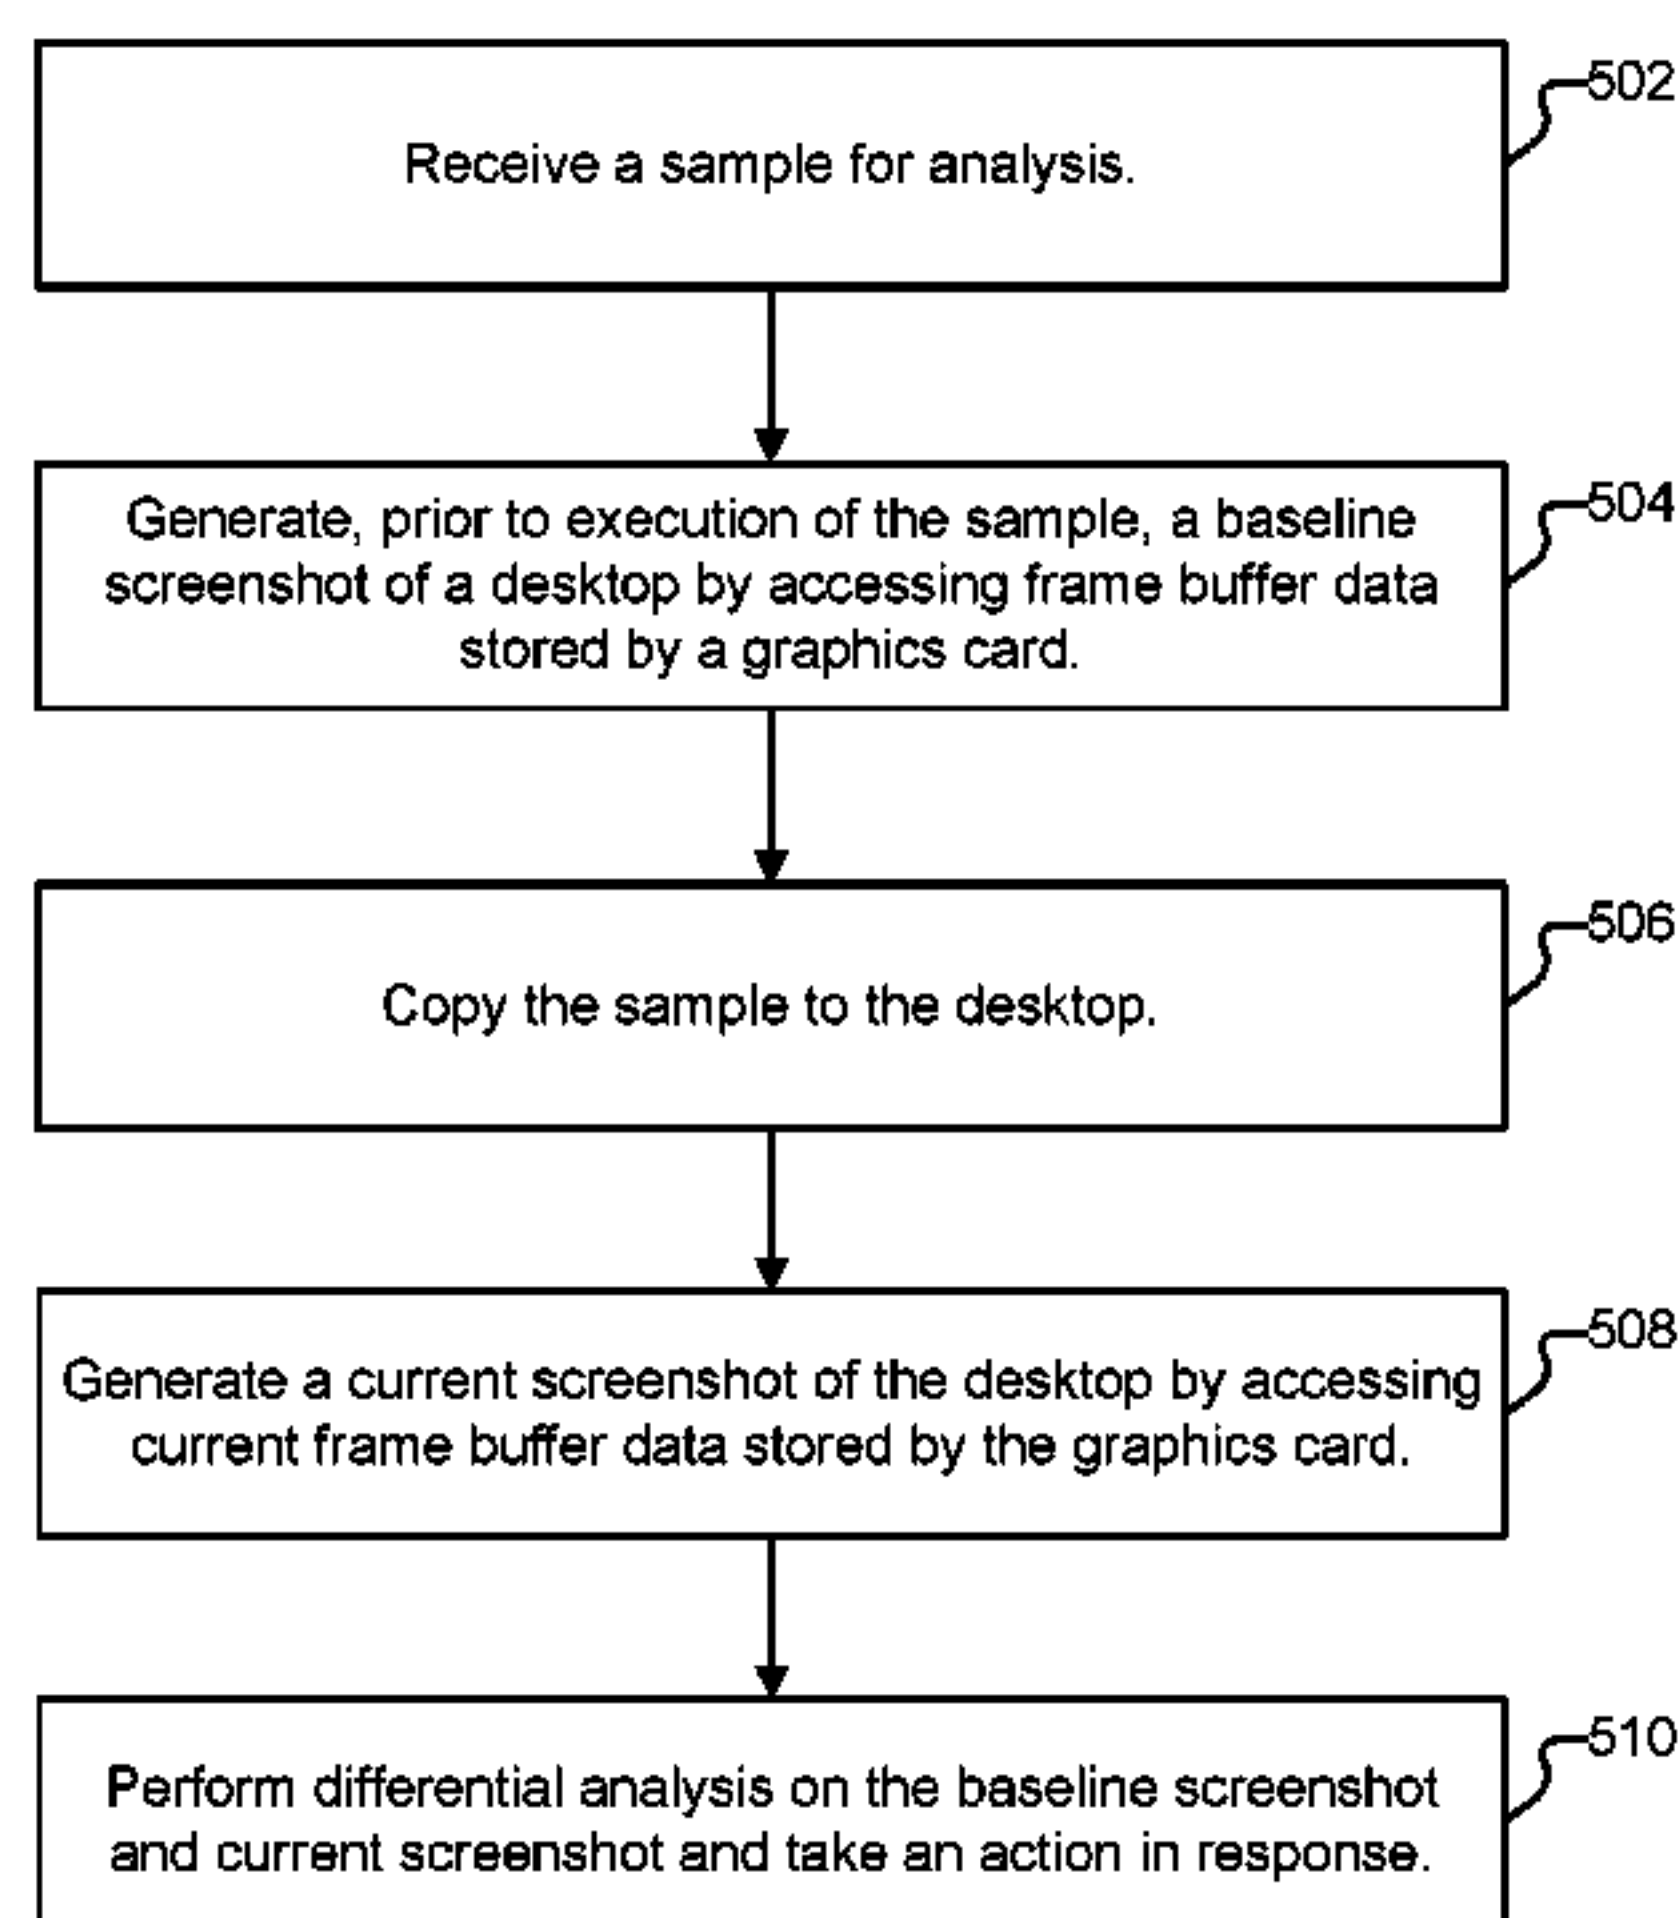 502
Receive a sample for analysis.
504
Generate, prior to execution of the sample, a baseline
screenshot of a desktop by accessing frame buffer data
stored by a graphics card.
506
Copy the sample to the desktop.
508
Generate a current screenshot of the desktop by accessing
current frame buffer data stored by the graphics card.
510
Perform differential analysis on the baseline screenshot
and current screenshot and take an action in response.